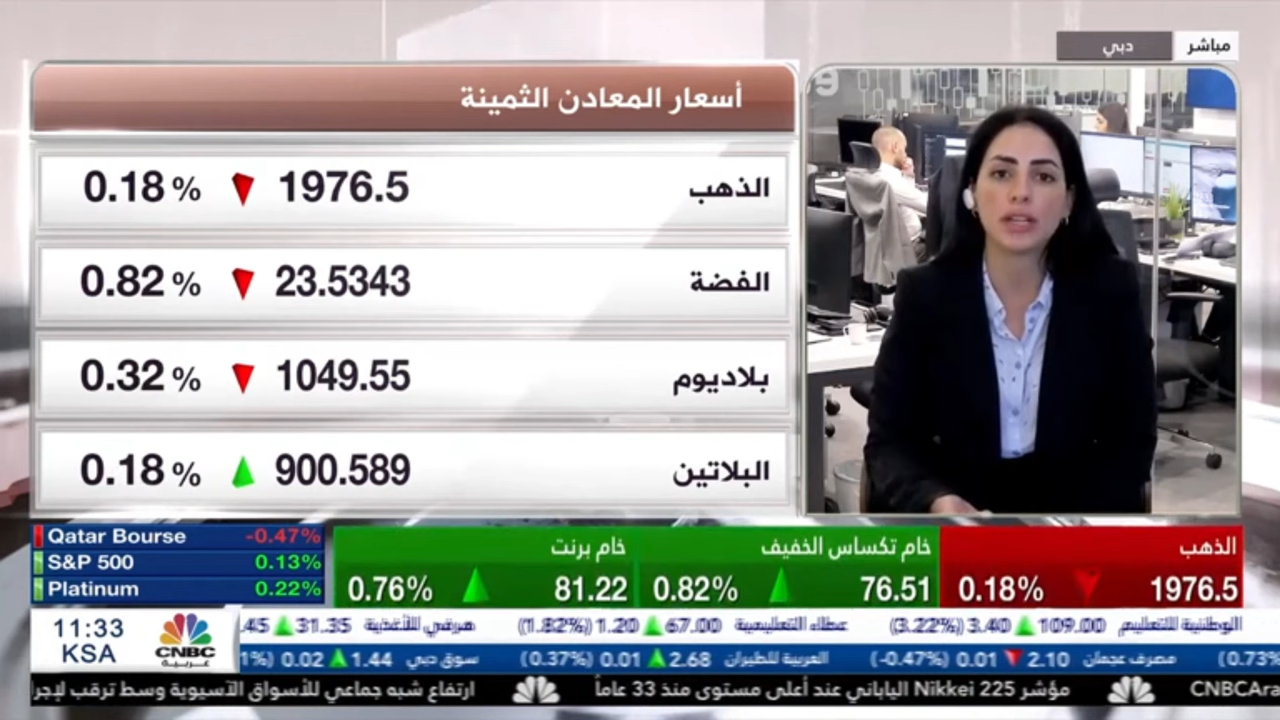 مباشر دبي
أسعار المعادن الثمينة
الذهب 1976.5 ▼ 0.18 %
الفضة 23.5343 ▼ 0.82 %
بلاديوم 1049.55 ▼ 0.32 %
البلاتين 900.589 ▲ 0.18 %
الذهب
1976.5 ▼ 0.18%
خام تكساس الخفيف
76.51 ▲ 0.82%
خام برنت
81.22 ▲ 0.76%
Qatar Bourse -0.47%
S&P 500 0.13%
Platinum 0.22%
11:33
KSA
CNBC
عربية
الوطنية للتعليم 109.00 ▲ 3.40 (3.22%) عطاء التعليمية 67.00 ▲ 1.20 (1.82%) هرفي للأغذية 31.35 ▲ .45
(0.73% مصرف عجمان 2.10 ▼ 0.01 (-0.47%) العربية للطيران 2.68 ▲ 0.01 (0.37%) سوق دبي 1.44 ▲ 0.02 1%)
CNBCAra مؤشر Nikkei 225 الياباني عند أعلى مستوى منذ 33 عاماً ارتفاع شبه جماعي للأسواق الآسيوية وسط ترقب لإجرا